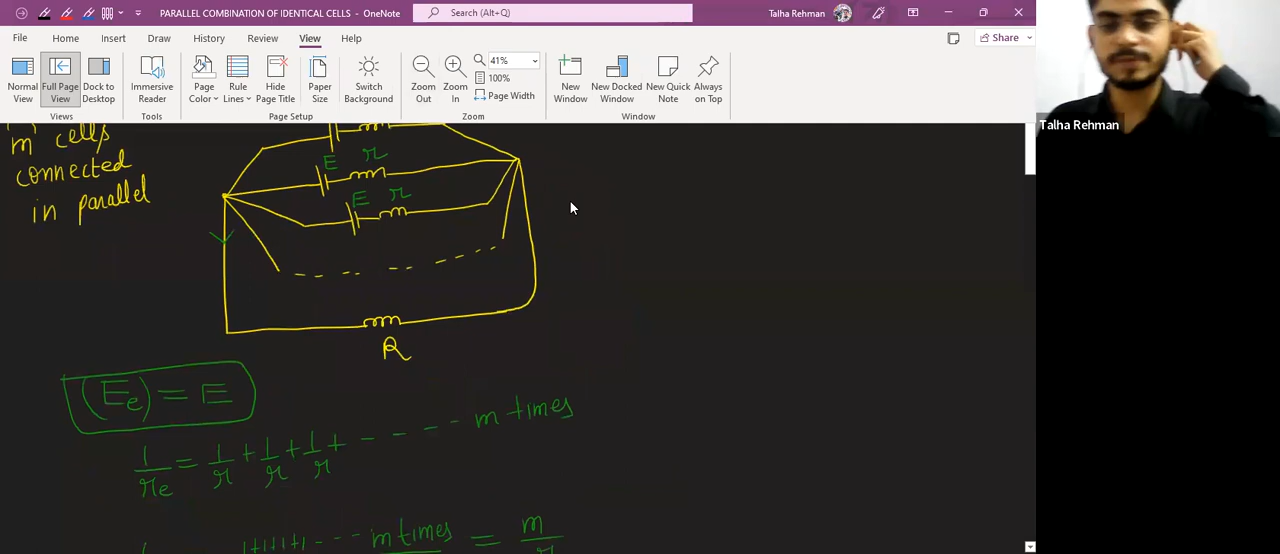 PARALLEL COMBINATION OF IDENTICAL CELLS - OneNote
Search (Alt+Q)
Talha Rehman
File Home Insert Draw History Review View Help
Share
Normal View
Full Page View
Dock to Desktop
Immersive Reader
Page Color
Rule Lines
Hide Page Title
Paper Size
Switch Background
Zoom Out
Zoom In
41%
100%
Page Width
New Window
New Docked Window
New Quick Note
Always on Top
Views Tools Page Setup Zoom Window
Talha Rehman
m cells
connected
in parallel
E r
E r
R
(Ee) = E
1/re = 1/r + 1/r + 1/r + - - - - - m times
1+1+1+1+ - - - m times = m/r